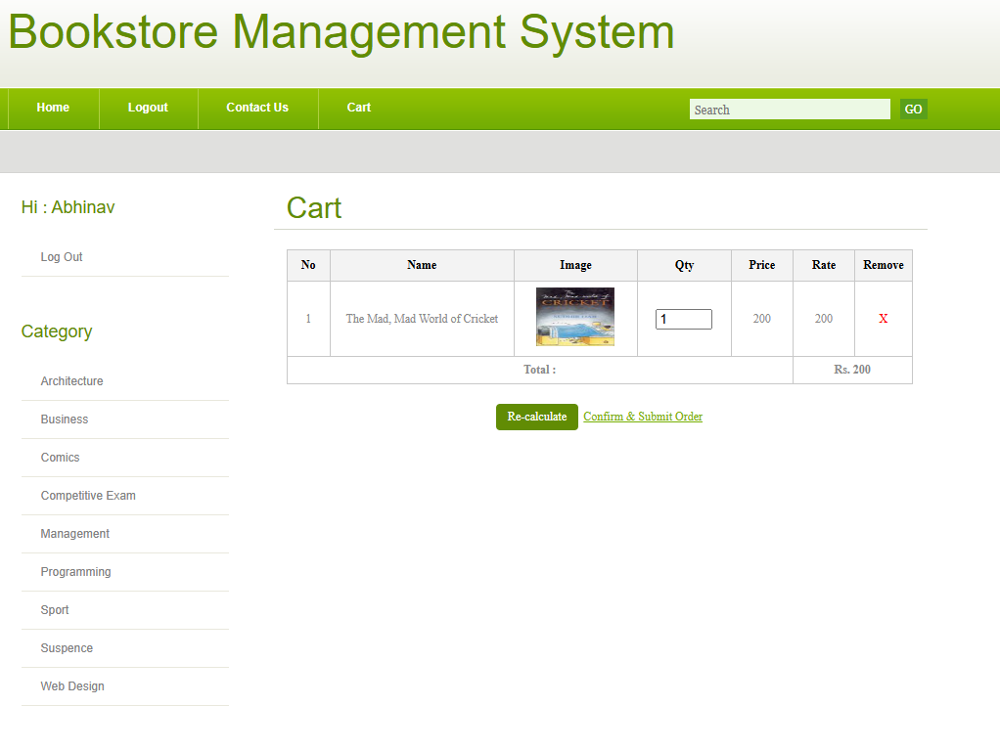 Bookstore Management System
Home Logout Contact Us Cart Search GO
Hi : Abhinav
Log Out
Category
Architecture
Business
Comics
Competitive Exam
Management
Programming
Sport
Suspence
Web Design
Cart
No Name Image Qty Price Rate Remove
1 The Mad, Mad World of Cricket CRICKET 1 200 200 X
Total : Rs. 200
Re-calculate Confirm & Submit Order